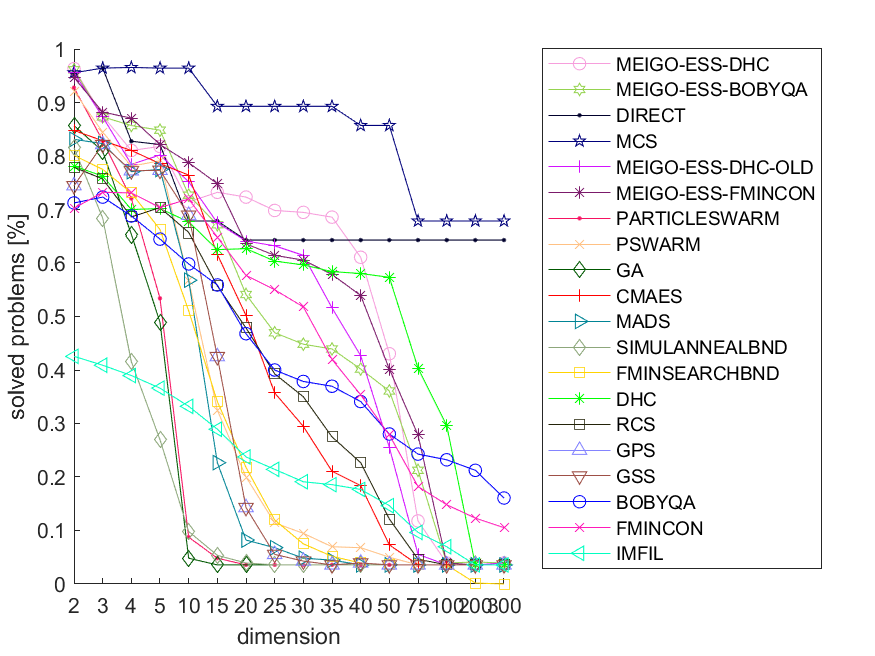 1
0.9
0.8
0.7
0.6
0.5
0.4
0.3
0.2
0.1
0
solved problems [%]
2 3 4 5 10 15 20 25 30 35 40 50 75 100 200 300
dimension
MEIGO-ESS-DHC
MEIGO-ESS-BOBYQA
DIRECT
MCS
MEIGO-ESS-DHC-OLD
MEIGO-ESS-FMINCON
PARTICLESWARM
PSWARM
GA
CMAES
MADS
SIMULANNEALBND
FMINSEARCHBND
DHC
RCS
GPS
GSS
BOBYQA
FMINCON
IMFIL